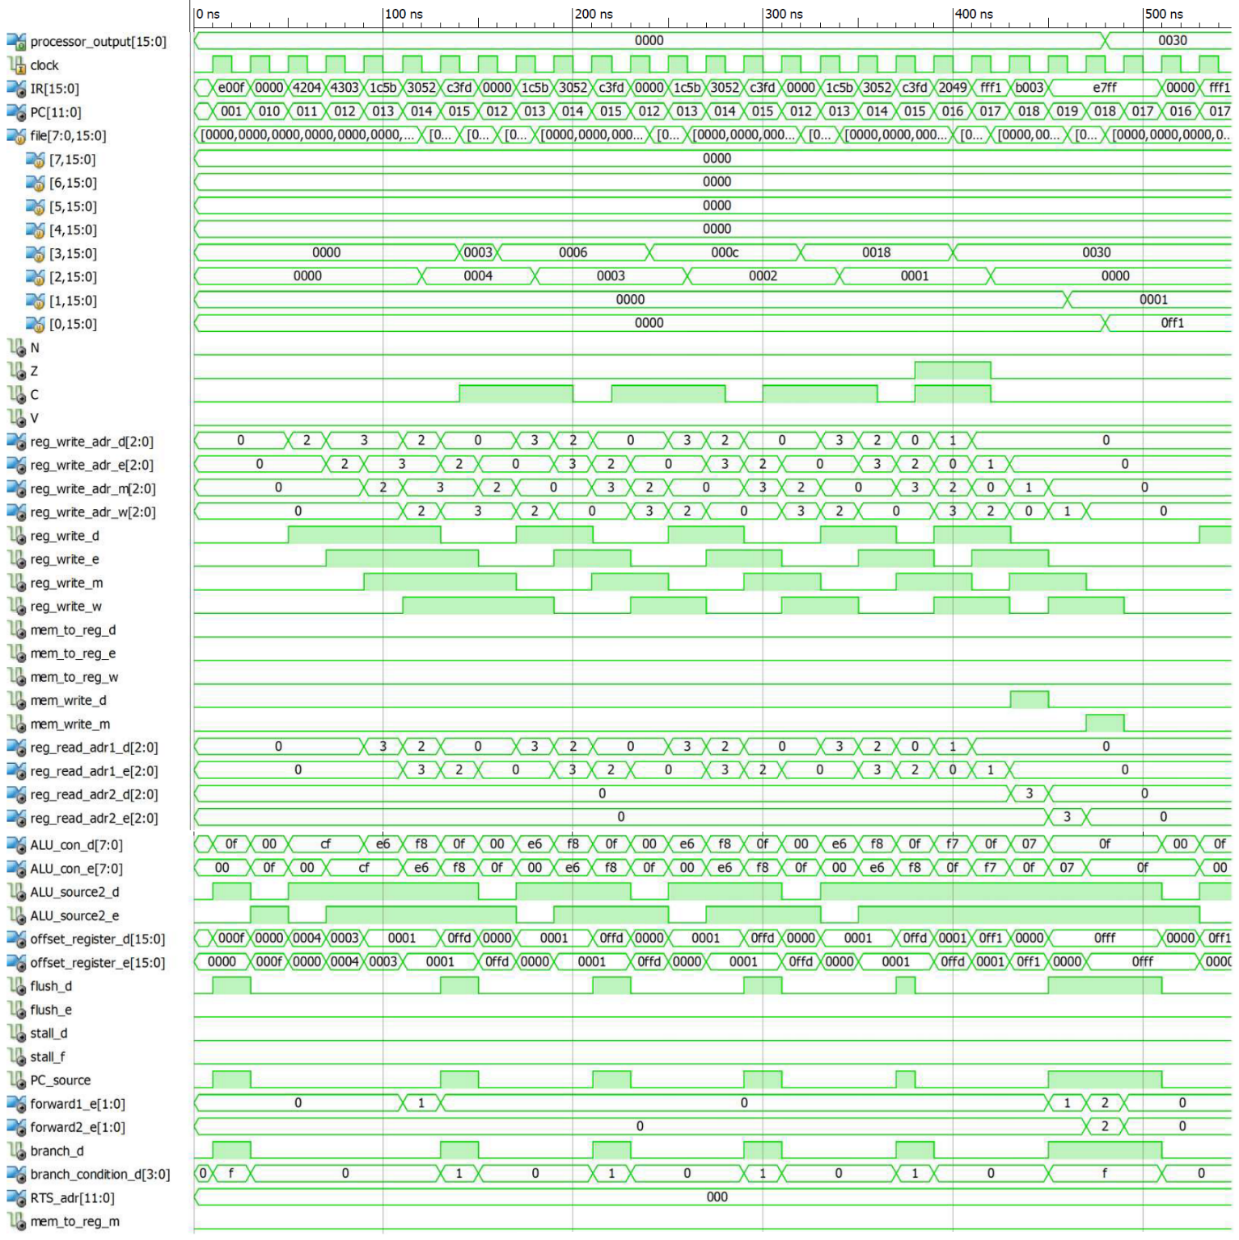 0 ns 100 ns 200 ns 300 ns 400 ns 500 ns
processor_output[15:0] 0000 0030
clock
IR[15:0] e00f 0000 4204 4303 1c5b 3052 c3fd 0000 1c5b 3052 c3fd 0000 1c5b 3052 c3fd 0000 1c5b 3052 c3fd 2049 fff1 b003 e7ff 0000 fff1
PC[11:0] 001 010 011 012 013 014 015 012 013 014 015 012 013 014 015 012 013 014 015 016 017 018 019 018 017 016 017
file[7:0,15:0] [0000,0000,0000,0000,0000,0000,... [0... [0... [0... [0000,0000,000... [0... [0000,0000,000... [0... [0000,0000,000... [0... [0000,00... [0... [0000,0000,0000,0...
[7,15:0] 0000
[6,15:0] 0000
[5,15:0] 0000
[4,15:0] 0000
[3,15:0] 0000 0003 0006 000c 0018 0030
[2,15:0] 0000 0004 0003 0002 0001 0000
[1,15:0] 0000 0001
[0,15:0] 0000 0ff1
N
Z
C
V
reg_write_adr_d[2:0] 0 2 3 2 0 3 2 0 3 2 0 3 2 0 1 0
reg_write_adr_e[2:0] 0 2 3 2 0 3 2 0 3 2 0 3 2 0 1 0
reg_write_adr_m[2:0] 0 2 3 2 0 3 2 0 3 2 0 3 2 0 1 0
reg_write_adr_w[2:0] 0 2 3 2 0 3 2 0 3 2 0 3 2 0 1 0
reg_write_d
reg_write_e
reg_write_m
reg_write_w
mem_to_reg_d
mem_to_reg_e
mem_to_reg_w
mem_write_d
mem_write_m
reg_read_adr1_d[2:0] 0 3 2 0 3 2 0 3 2 0 3 2 0 1 0
reg_read_adr1_e[2:0] 0 3 2 0 3 2 0 3 2 0 3 2 0 1 0
reg_read_adr2_d[2:0] 0 3 0
reg_read_adr2_e[2:0] 0 3 0
ALU_con_d[7:0] 0f 00 cf e6 f8 0f 00 e6 f8 0f 00 e6 f8 0f 00 e6 f8 0f f7 0f 07 0f 00 0f
ALU_con_e[7:0] 00 0f 00 cf e6 f8 0f 00 e6 f8 0f 00 e6 f8 0f 00 e6 f8 0f f7 0f 07 0f 00
ALU_source2_d
ALU_source2_e
offset_register_d[15:0] 000f 0000 0004 0003 0001 0ffd 0000 0001 0ffd 0000 0001 0ffd 0000 0001 0ffd 0001 0ff1 0000 0fff 0000 0ff1
offset_register_e[15:0] 0000 000f 0000 0004 0003 0001 0ffd 0000 0001 0ffd 0000 0001 0ffd 0000 0001 0ffd 0001 0ff1 0000 0fff 0000
flush_d
flush_e
stall_d
stall_f
PC_source
forward1_e[1:0] 0 1 0 1 2 0
forward2_e[1:0] 0 2 0
branch_d
branch_condition_d[3:0] 0 f 0 1 0 1 0 1 0 1 0 f 0
RTS_adr[11:0] 000
mem_to_reg_m